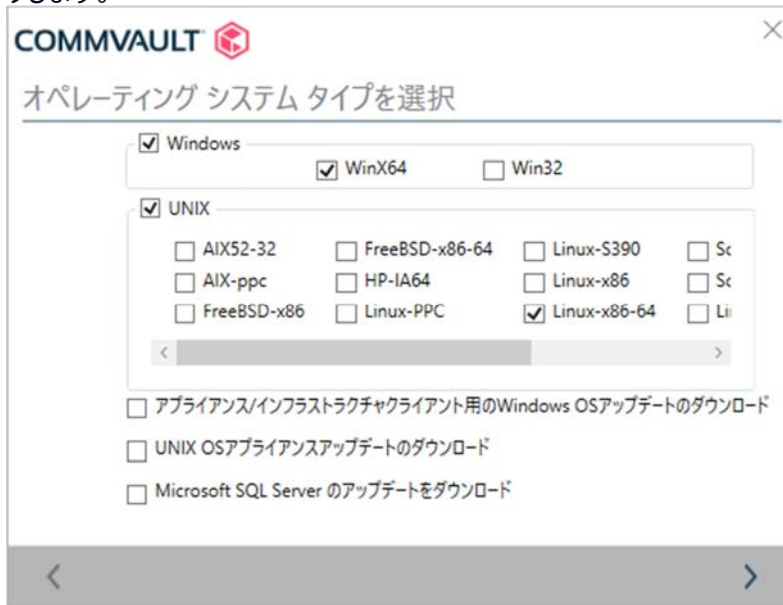 COMMVAULT
オペレーティング システム タイプを選択
Windows
WinX64 Win32
UNIX
AIX52-32 FreeBSD-x86-64 Linux-S390
AIX-ppc HP-IA64 Linux-x86
FreeBSD-x86 Linux-PPC Linux-x86-64
アプライアンス/インフラストラクチャクライアント用のWindows OSアップデートのダウンロード
UNIX OSアプライアンスアップデートのダウンロード
Microsoft SQL Server のアップデートをダウンロード